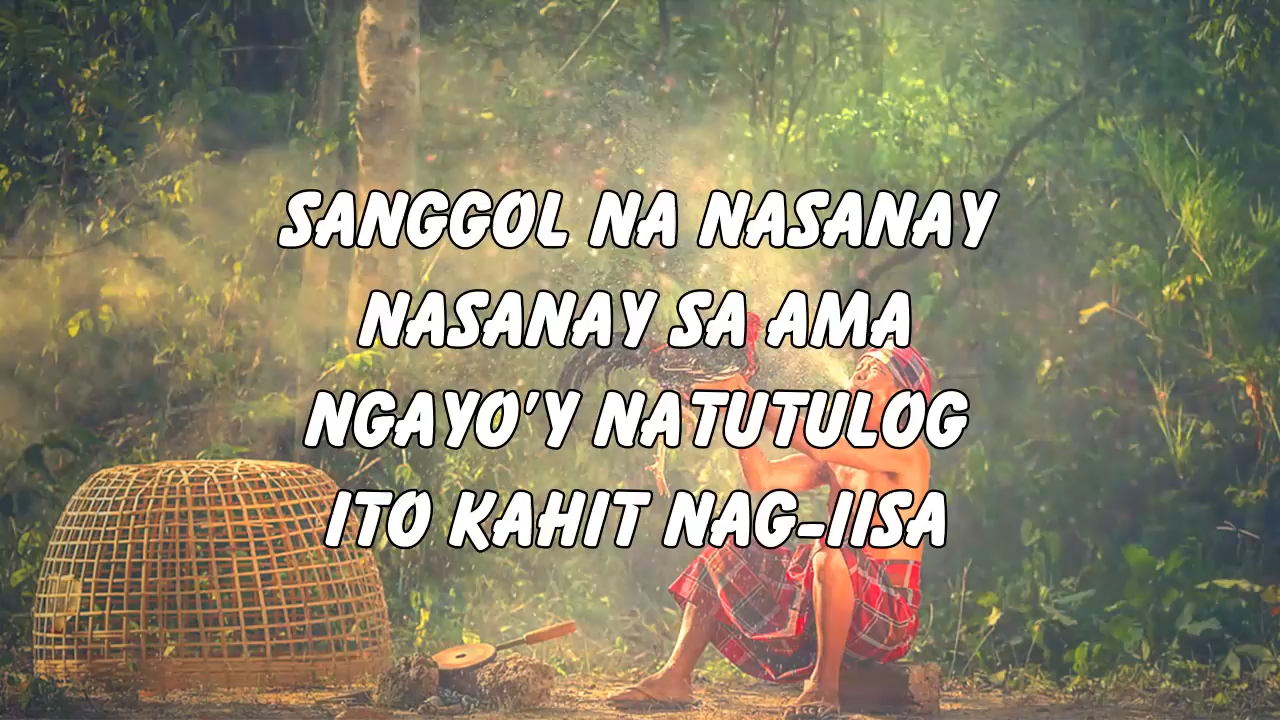 SANGGOL NA NASANAY
NASANAY SA AMA
NGAYO'Y NATUTULOG
ITO KAHIT NAG-IISA